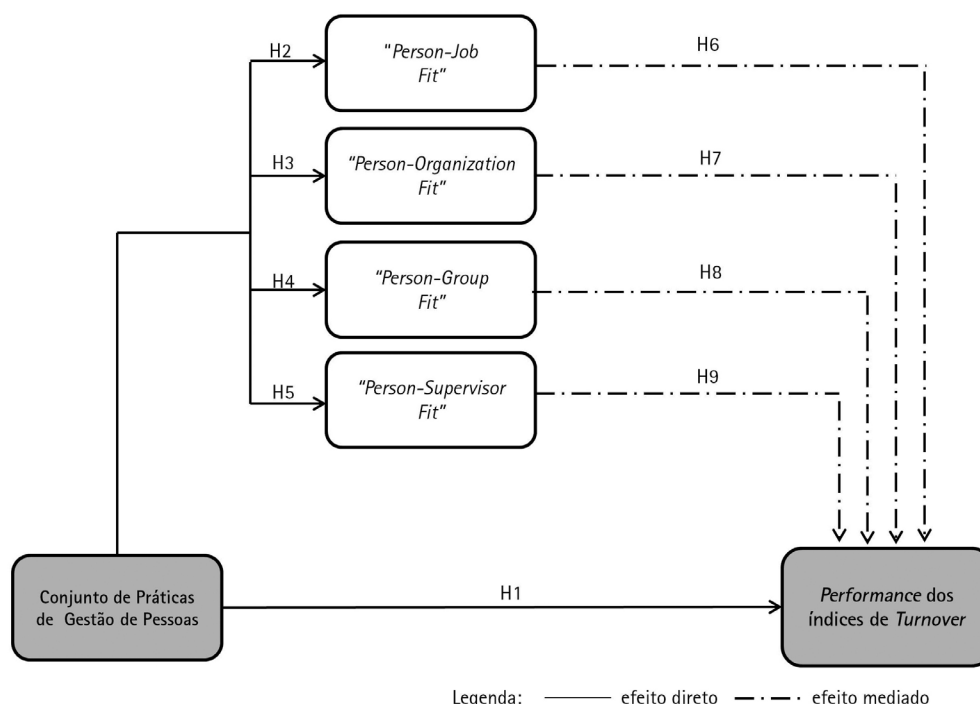 H2
"Person-Job
Fit"
H6
H3
"Person-Organization
Fit"
H7
H4
"Person-Group
Fit"
H8
H5
"Person-Supervisor
Fit"
H9
Conjunto de Práticas
de Gestão de Pessoas
H1
Performance dos
índices de Turnover
Legenda: efeito direto efeito mediado